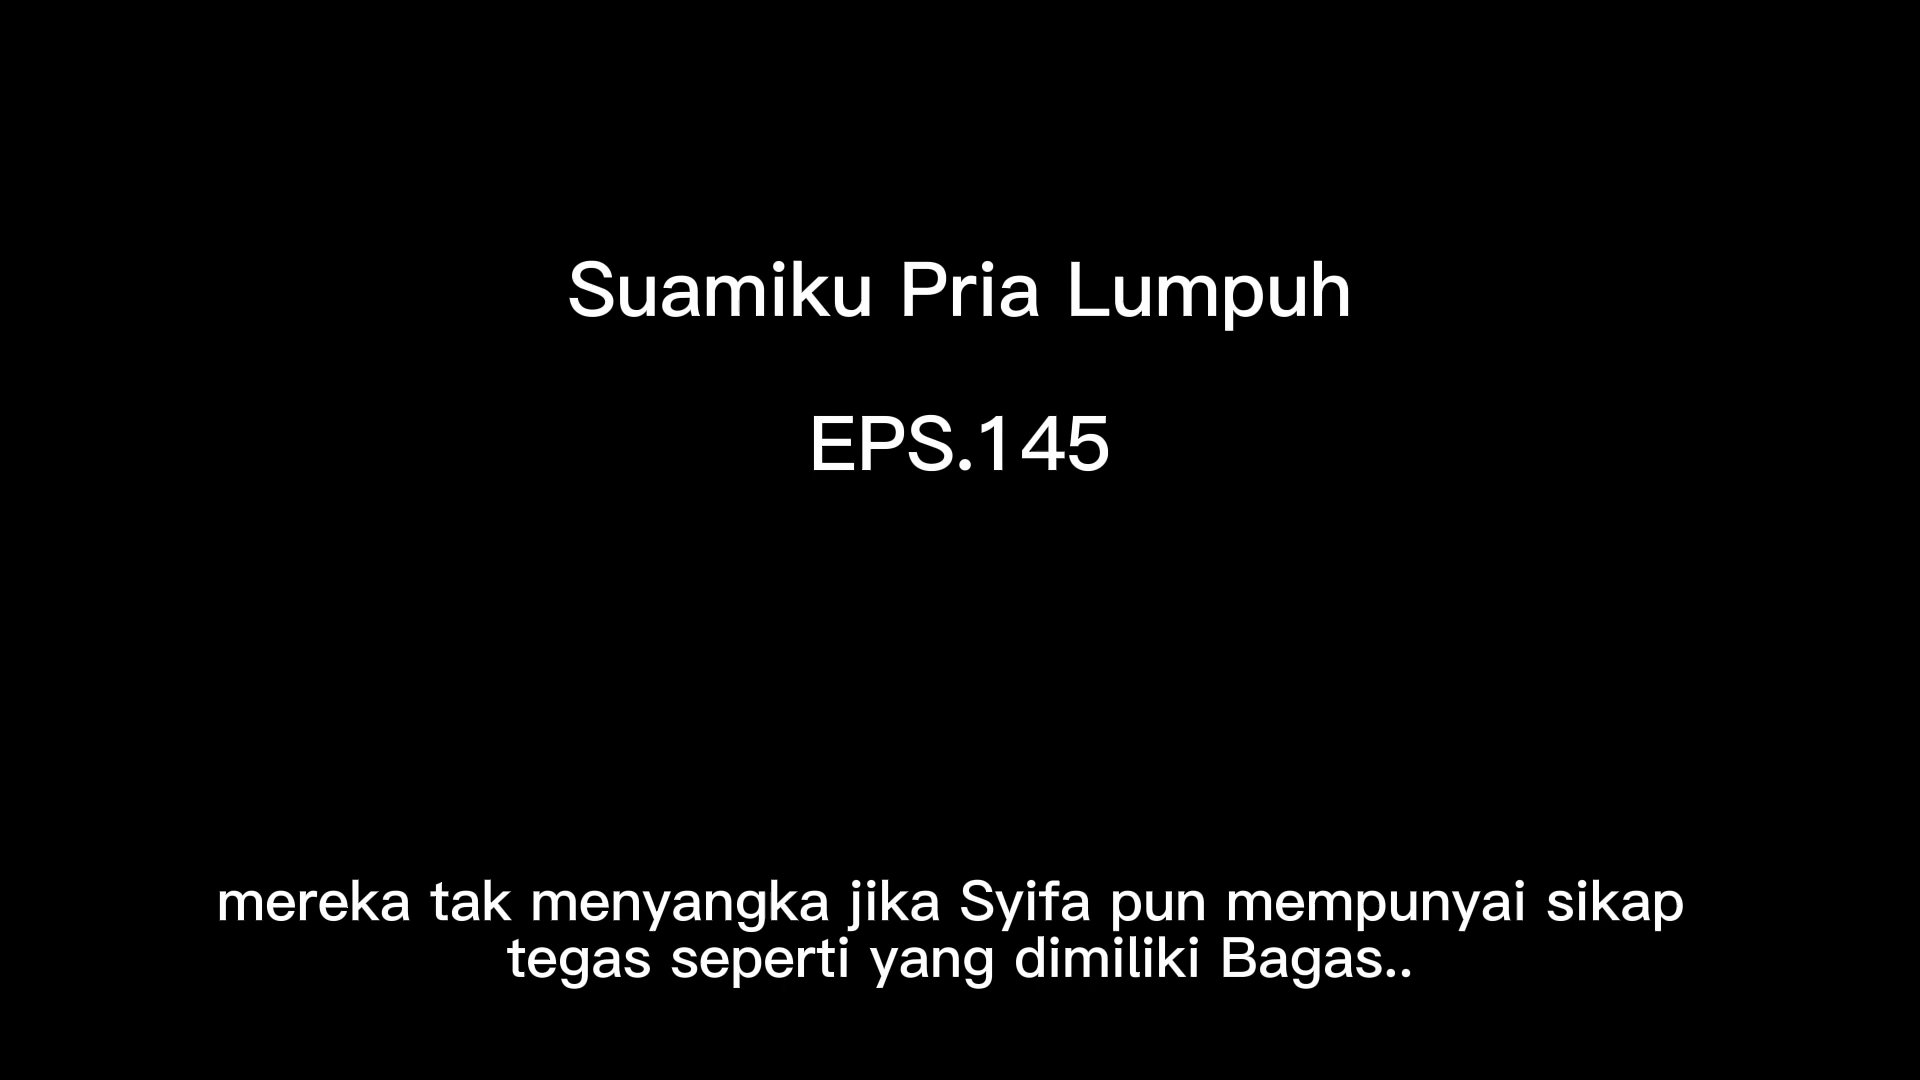 Suamiku Pria Lumpuh
EPS.145
mereka tak menyangka jika Syifa pun mempunyai sikap
tegas seperti yang dimiliki Bagas..